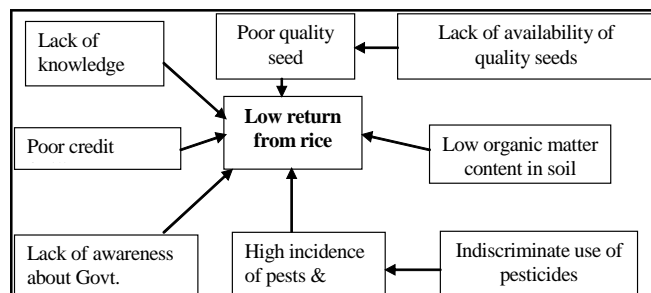 Lack of
knowledge
Poor quality
seed
Lack of availability of
quality seeds
Poor credit
Low return
from rice
Low organic matter
content in soil
Lack of awareness
about Govt.
High incidence
of pests &
Indiscriminate use of
pesticides